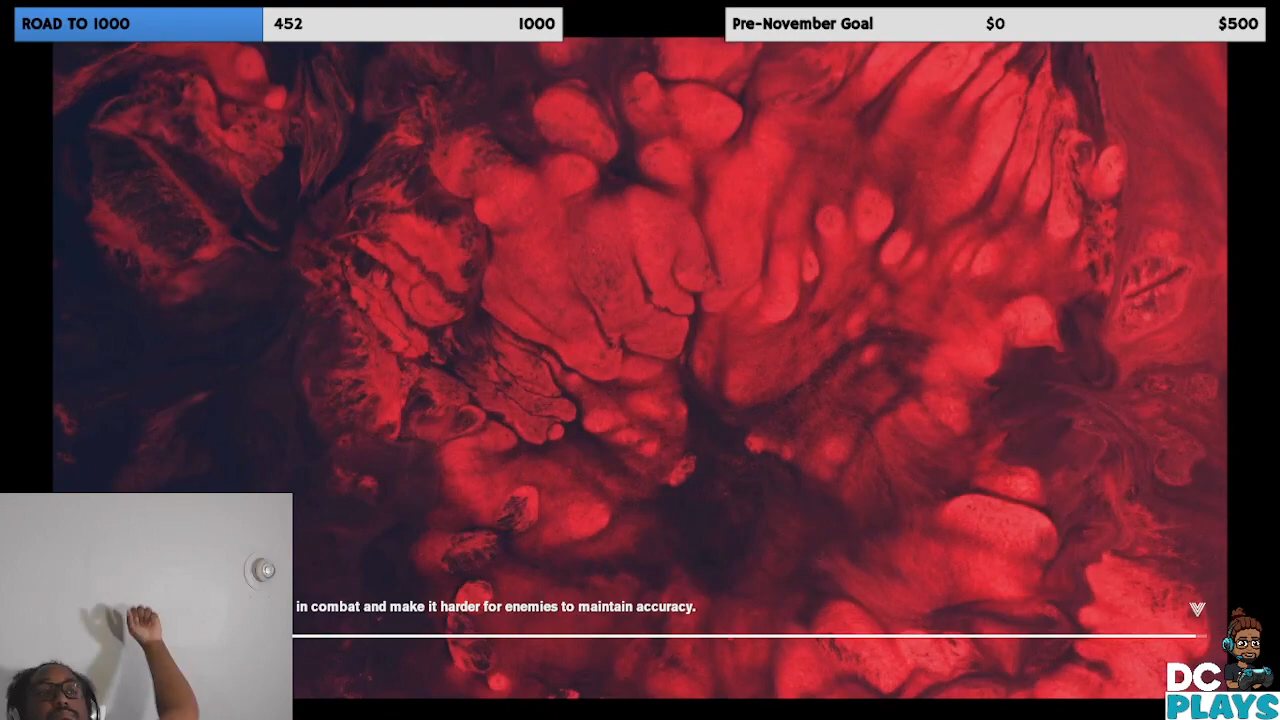 ROAD TO 1000 452 1000
Pre-November Goal $0 $500
in combat and make it harder for enemies to maintain accuracy.
DC
PLAYS